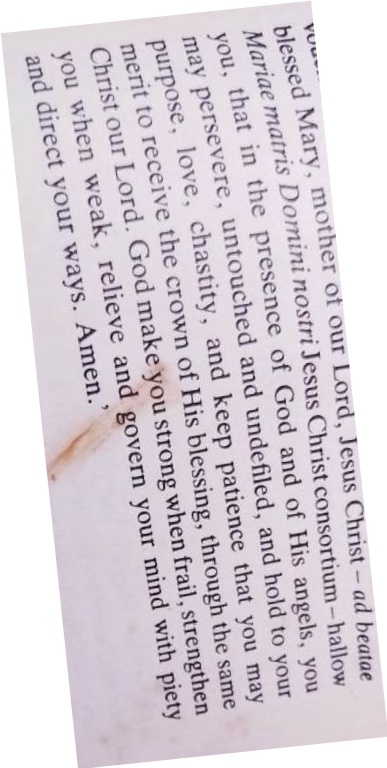 blessed Mary, mother of our Lord, Jesus Christ – ad beatae
Mariae matris Domini nostri Jesus Christ consortium – hallow
you, that in the presence of God and of His angels, you
may persevere, untouched and undefiled, and hold to your
purpose, love, chastity, and keep patience that you may
merit to receive the crown of His blessing, through the same
Christ our Lord. God make you strong when frail, strengthen
you when weak, relieve and govern your mind with piety
and direct your ways. Amen.'